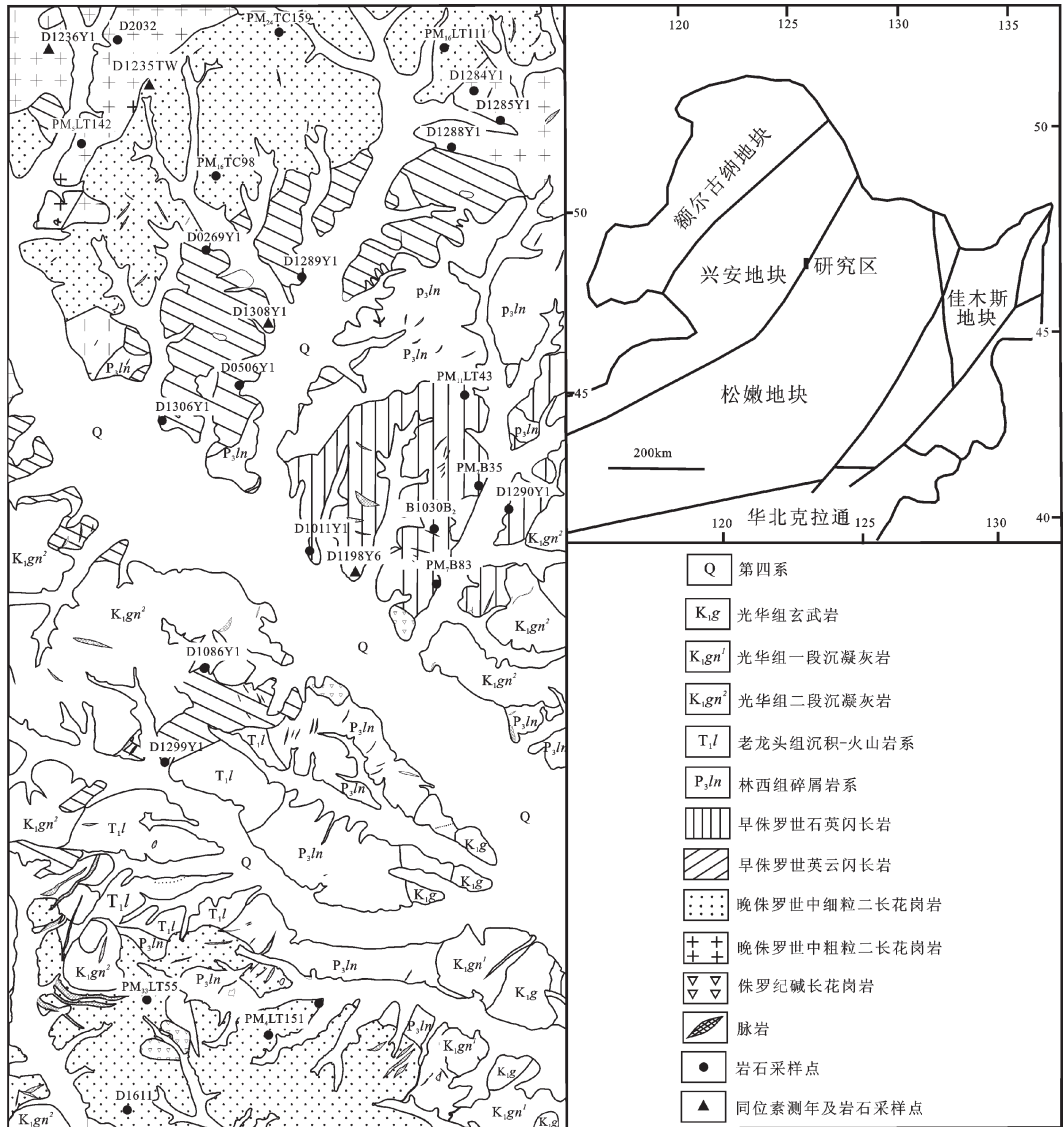 D1236Y1
D2032
PM₂₄TC159
PM₁₆LT111
D1235TW
D1284Y1
D1285Y1
D1288Y1
PM₇LT142
PM₁₈TC98
D0269Y1
D1289Y1
D1308Y1
p₃ln
p₃ln
Q
P₃ln
P₃ln
D0506Y1
PM₁₁LT43
D1306Y1
Q
P₃ln
p₃ln
PM₇B35
D1290Y1
B1030B₂
D1011Y1
K₁gn²
K₁gn²
D1198Y6
PM₇B83
K₁gn²
K₁gn²
Q
D1086Y1
K₁gn²
P₃ln
P₃ln
P₃ln
D1299Y1
T₁l
T₁l
P₃ln
K₁gn²
T₁l
Q
K₁g
Q
P₃ln
K₁g
K₁g
T₁l
T₁l
T₁l
P₃ln
P₃ln
P₃ln
K₁gn¹
K₁gn²
K₁g
PM₃₃LT55
PM₄LT151
P₃ln
K₁gn¹
K₁g
D1611
K₁gn²
K₁gn¹
K₁g
120
125
130
135
50
50
45
45
40
120
125
130
额尔古纳地块
兴安地块
研究区
佳木斯
地块
松嫩地块
200km
华北克拉通
Q 第四系
K₁g 光华组玄武岩
K₁gn¹ 光华组一段沉凝灰岩
K₁gn² 光华组二段沉凝灰岩
T₁l 老龙头组沉积-火山岩系
P₃ln 林西组碎屑岩系
早侏罗世石英闪长岩
早侏罗世英云闪长岩
晚侏罗世中细粒二长花岗岩
晚侏罗世中粗粒二长花岗岩
侏罗纪碱长花岗岩
脉岩
岩石采样点
同位素测年及岩石采样点